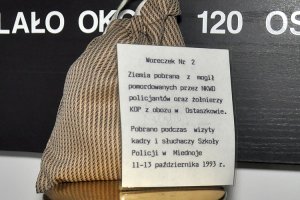 LAŁO OKO 120 OS
Woreczek Nr 2
Ziemia pobrana z mogił
pomordowanych przez NKWD
policjantów oraz żołnierzy
KOP z obozu w Ostaszkowie.
Pobrano podczas wizyty
kadry i słuchaczy Szkoły
Policji w Miednoje
11-13 października 1993 r.